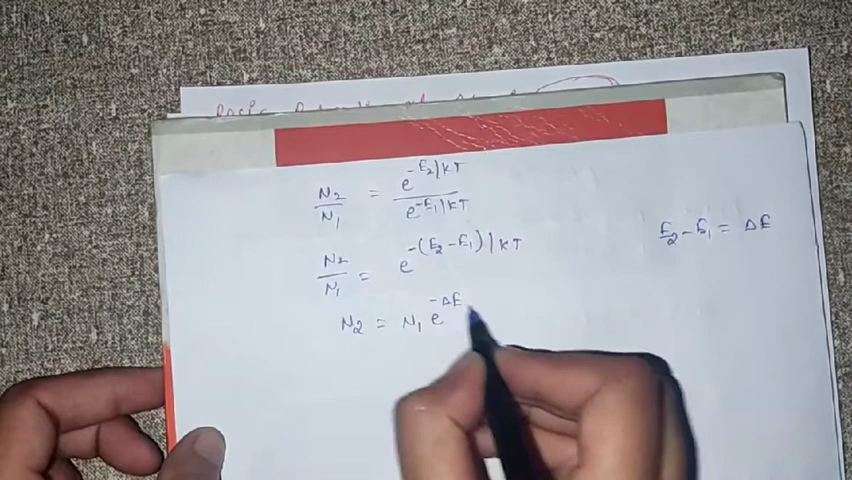 N₂/N₁ = e^(-E₂/kT)/e^(-E₁/kT)
N₂/N₁ = e^(-(E₂-E₁)/kT)
E₂-E₁ = ΔE
N₂ = N₁ e^(-ΔE